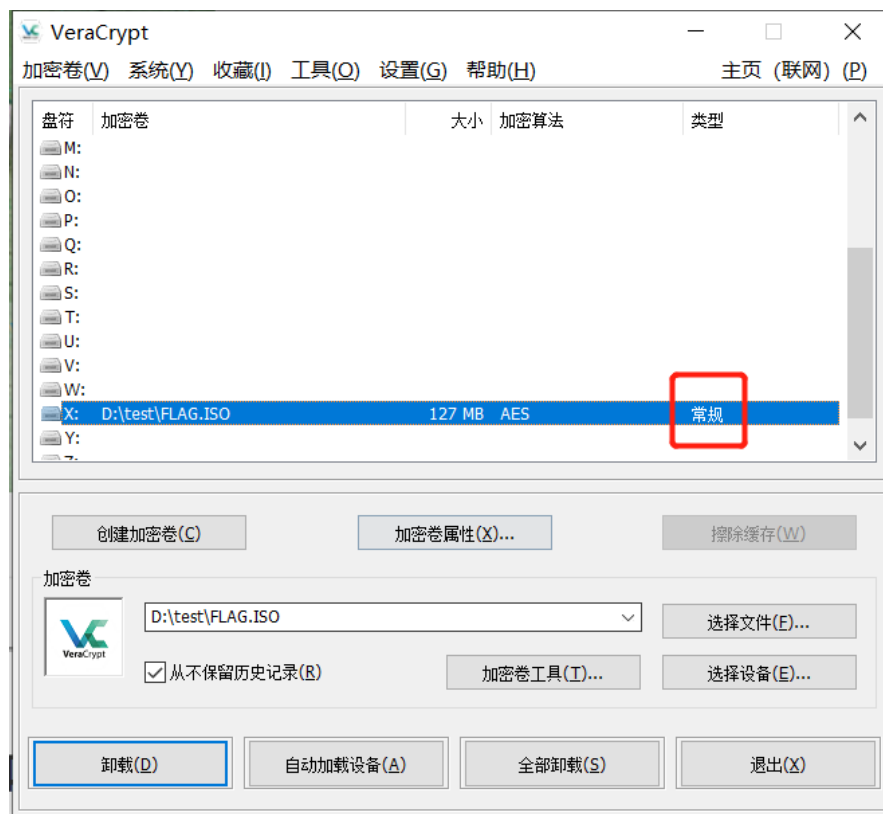 VeraCrypt
加密卷(V) 系统(Y) 收藏(I) 工具(O) 设置(G) 帮助(H) 主页 (联网) (P)
盘符 加密卷 大小 加密算法 类型
M:
N:
O:
P:
Q:
R:
S:
T:
U:
V:
W:
X: D:\test\FLAG.ISO 127 MB AES 常规
Y:
Z:
创建加密卷(C) 加密卷属性(X)... 擦除缓存(W)
加密卷
D:\test\FLAG.ISO 选择文件(F)...
VeraCrypt
从不保留历史记录(R) 加密卷工具(T)... 选择设备(E)...
卸载(D) 自动加载设备(A) 全部卸载(S) 退出(X)